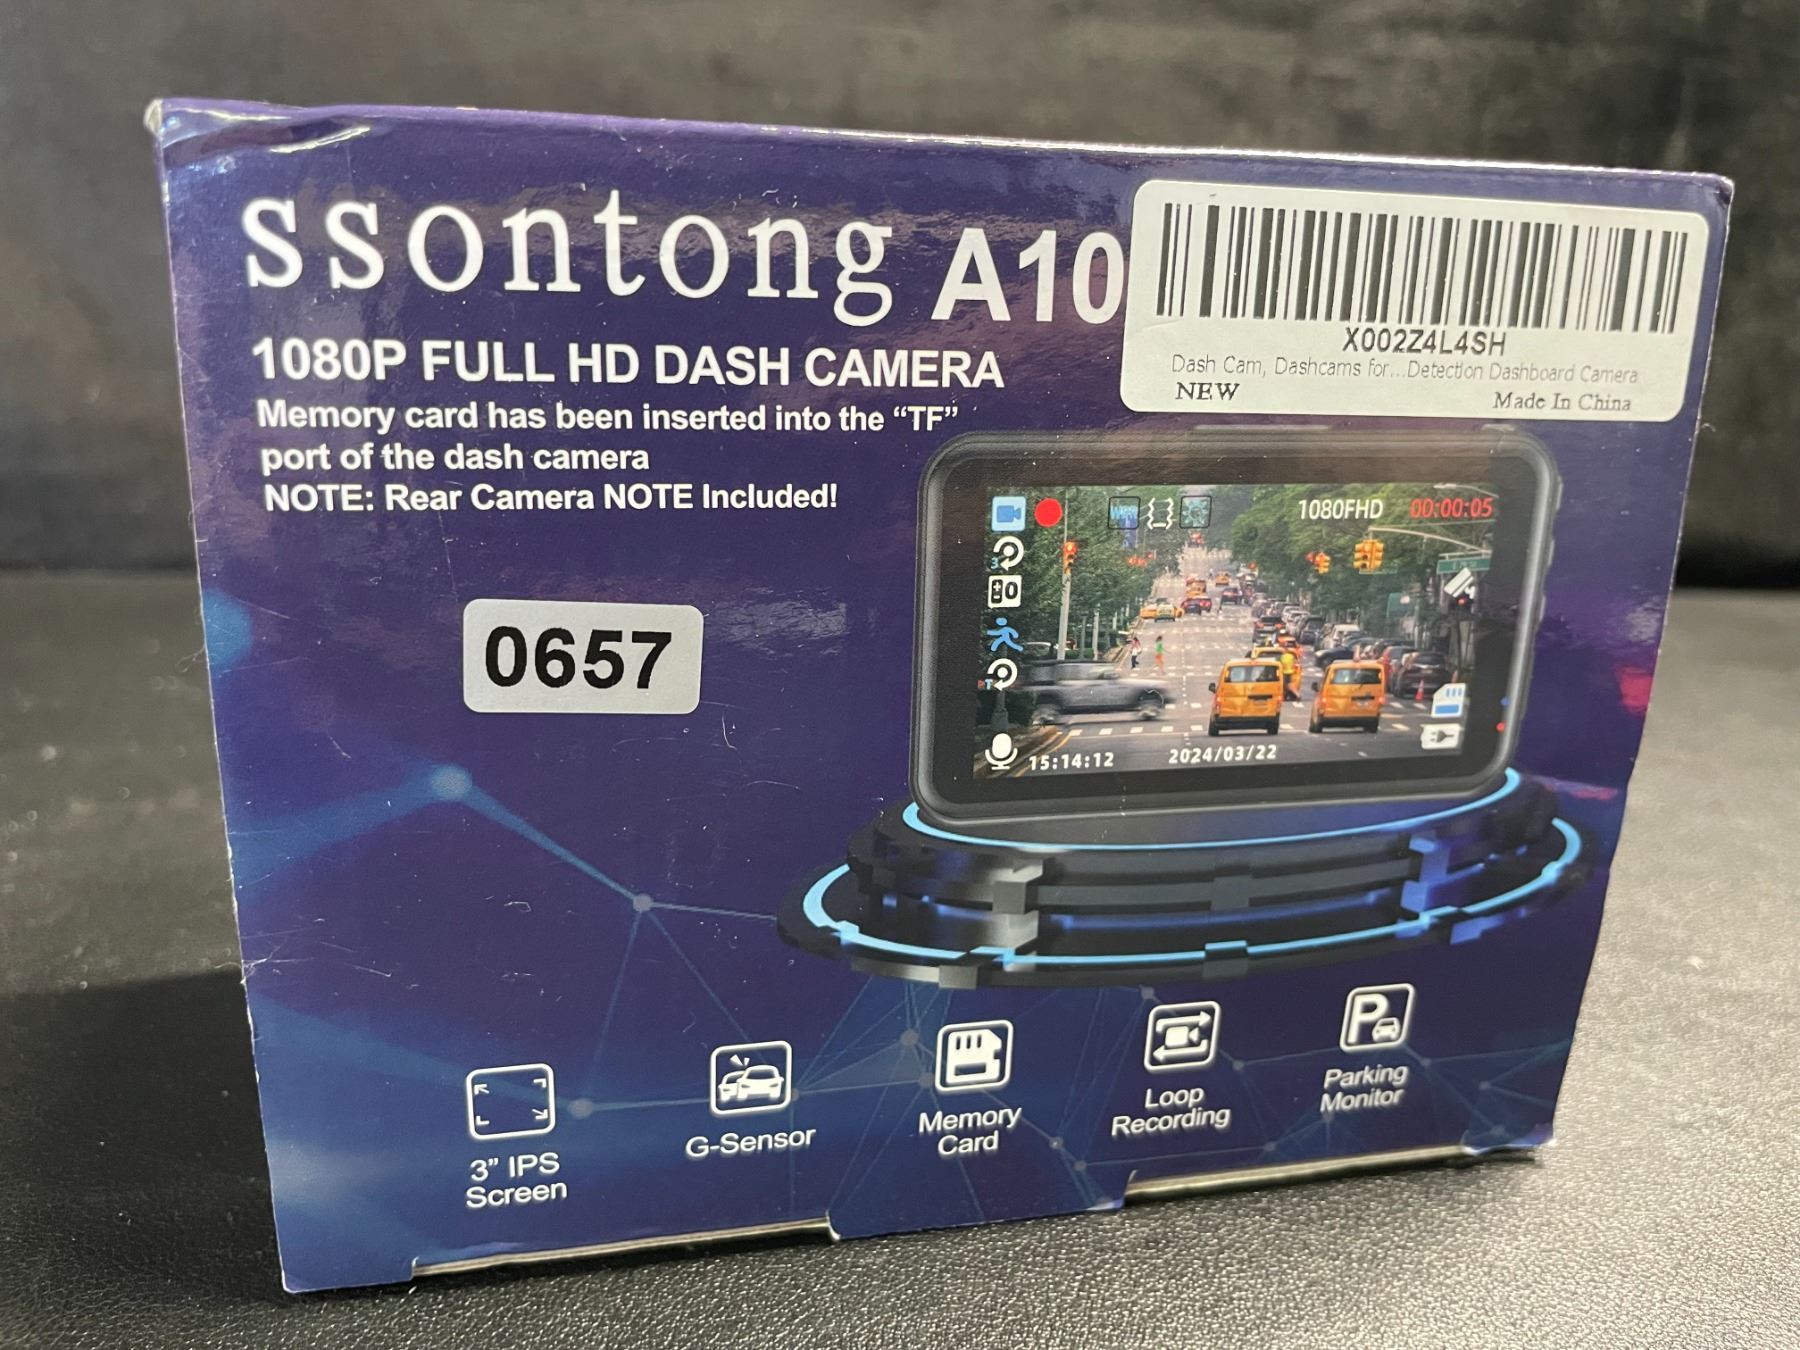 ssontong A10
X002Z4L4SH
Dash Cam, Dashcams for...Detection Dashboard Camera
NEW Made In China
1080P FULL HD DASH CAMERA
Memory card has been inserted into the “TF”
port of the dash camera
NOTE: Rear Camera NOTE Included!
1080FHD 00:00:05
0657
15:14:12 2024/03/22
3” IPS
Screen
G-Sensor
Memory
Card
Loop
Recording
Parking
Monitor